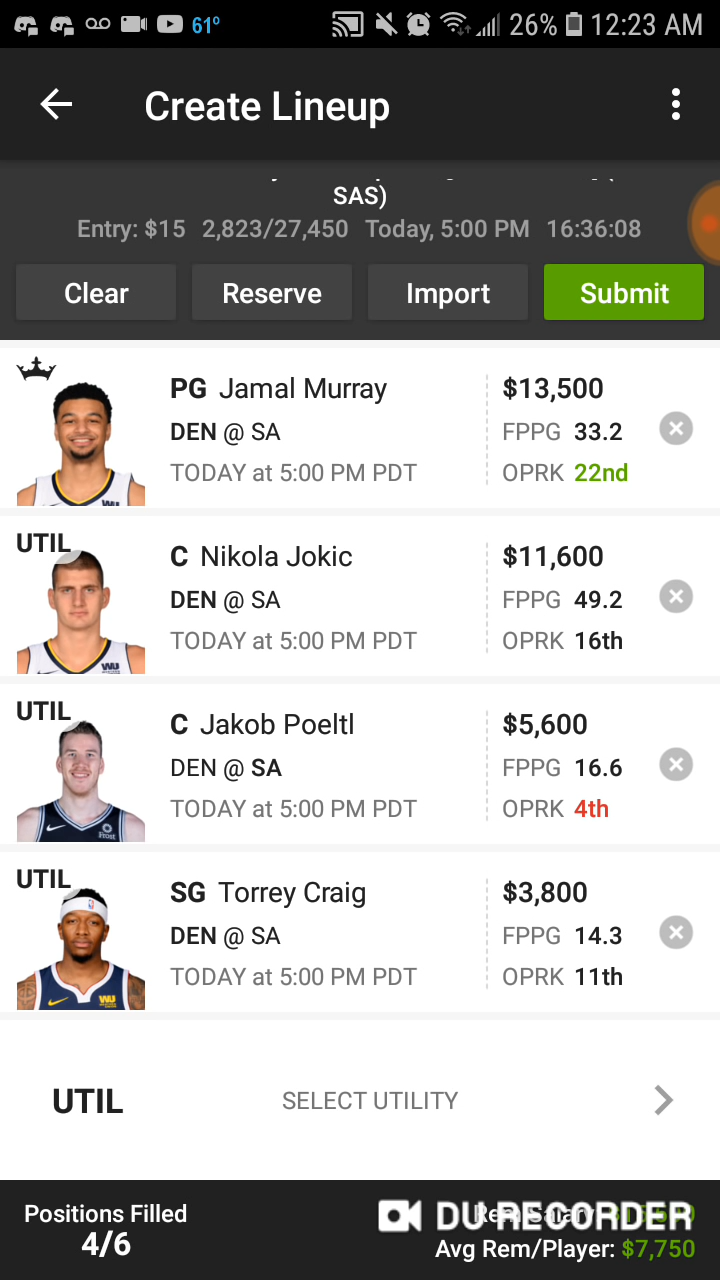 61°
26%
12:23 AM
Create Lineup
SAS)
Entry: $15 2,823/27,450 Today, 5:00 PM 16:36:08
Clear
Reserve
Import
Submit
PG Jamal Murray
$13,500
DEN @ SA
FPPG 33.2
TODAY at 5:00 PM PDT
OPRK 22nd
UTIL
C Nikola Jokic
$11,600
DEN @ SA
FPPG 49.2
TODAY at 5:00 PM PDT
OPRK 16th
UTIL
C Jakob Poeltl
$5,600
DEN @ SA
FPPG 16.6
TODAY at 5:00 PM PDT
OPRK 4th
Frost
UTIL
SG Torrey Craig
$3,800
DEN @ SA
FPPG 14.3
TODAY at 5:00 PM PDT
OPRK 11th
WU
UTIL
SELECT UTILITY
Positions Filled
4/6
DU RECORDER
Rem Salary:
Avg Rem/Player: $7,750